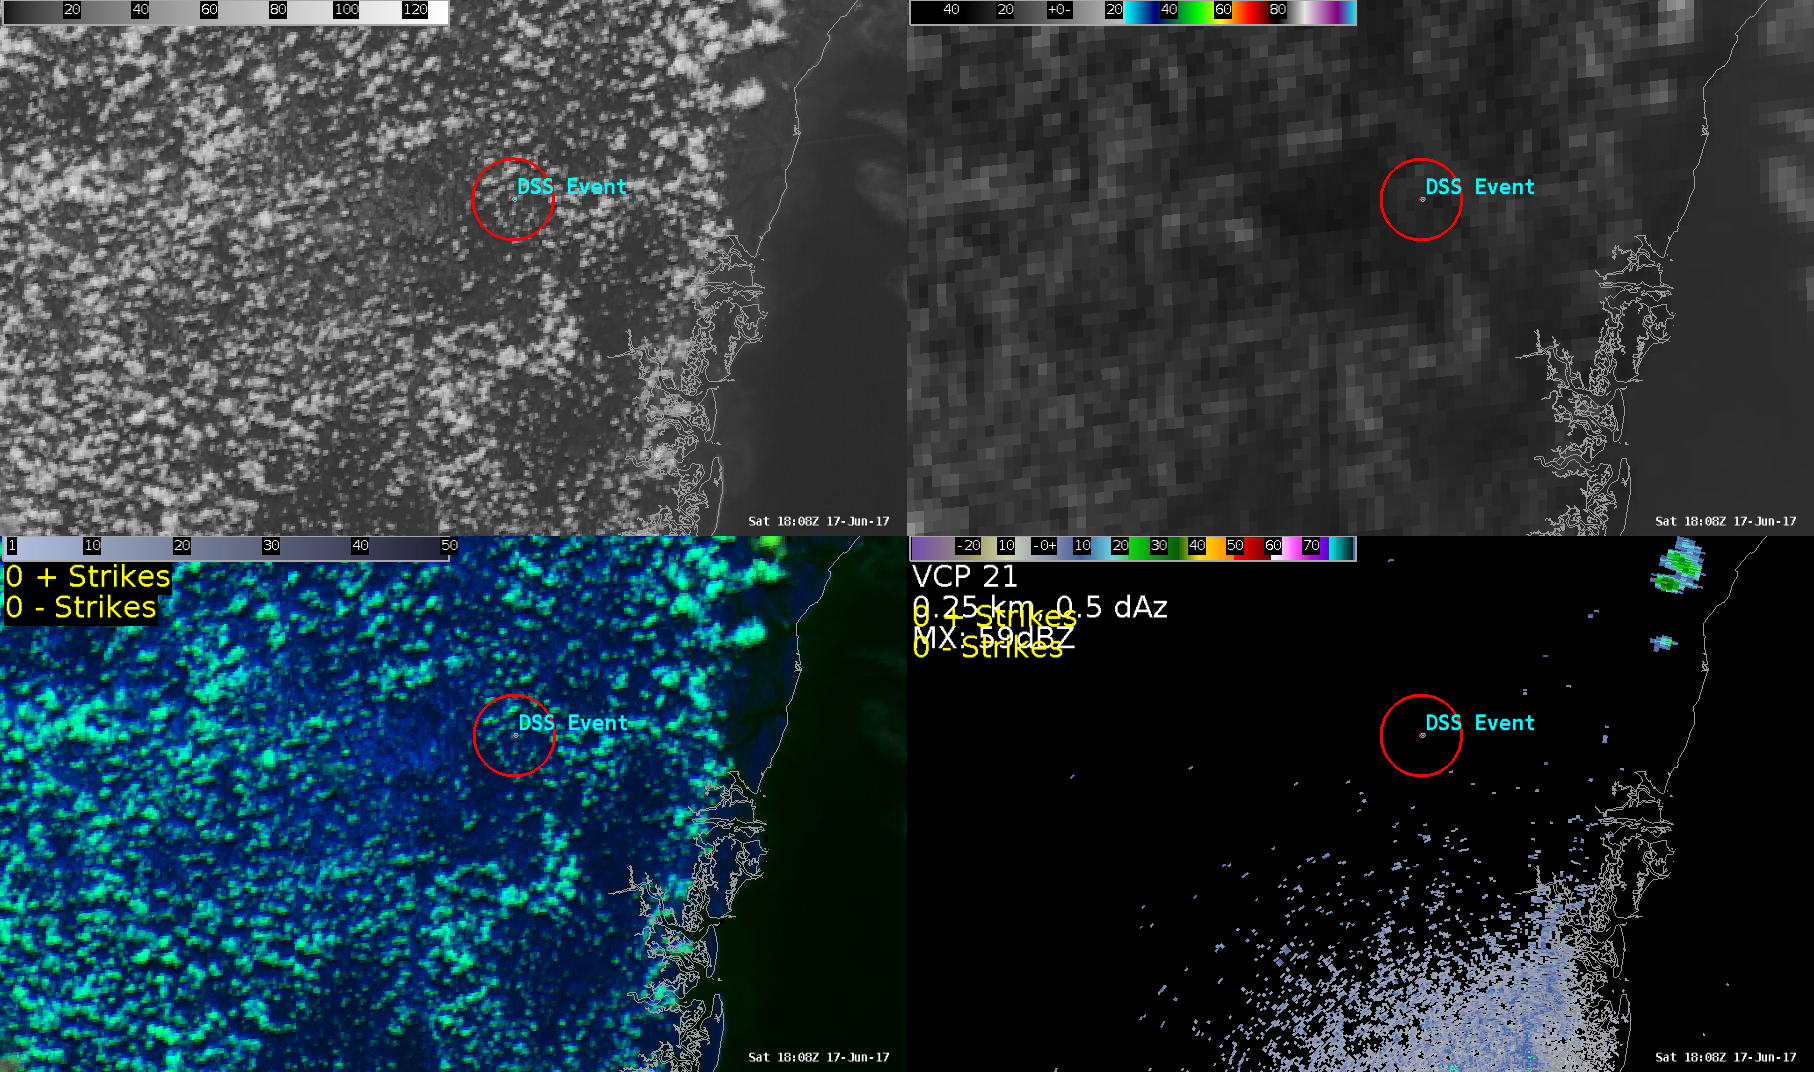 20 40 60 80 100 120
DSS Event
Sat 18:08Z 17-Jun-17
40 20 +0- 20 40 60 80
DSS Event
Sat 18:08Z 17-Jun-17
1 10 20 30 40 50
0 + Strikes
0 - Strikes
DSS Event
Sat 18:08Z 17-Jun-17
-20 10 -0+ 10 20 30 40 50 60 70
VCP 21
0.25 km, 0.5 dAz
0 + Strikes
MX: 59dBZ
0 - Strikes
DSS Event
Sat 18:08Z 17-Jun-17